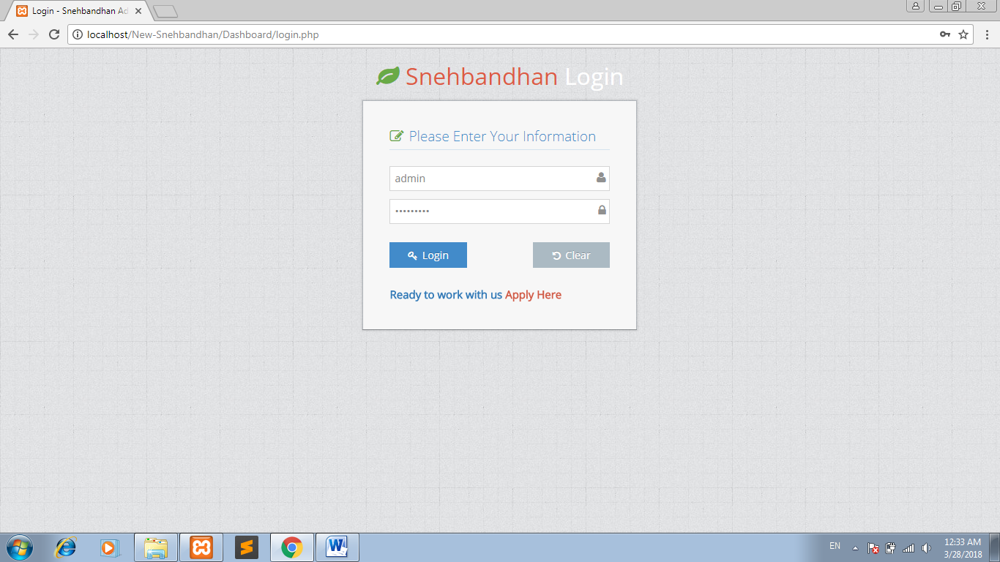 Login - Snehbandhan Ad
localhost/New-Snehbandhan/Dashboard/login.php
Snehbandhan Login
Please Enter Your Information
admin
•••••••••
Login
Clear
Ready to work with us Apply Here
EN
12:33 AM
3/28/2018